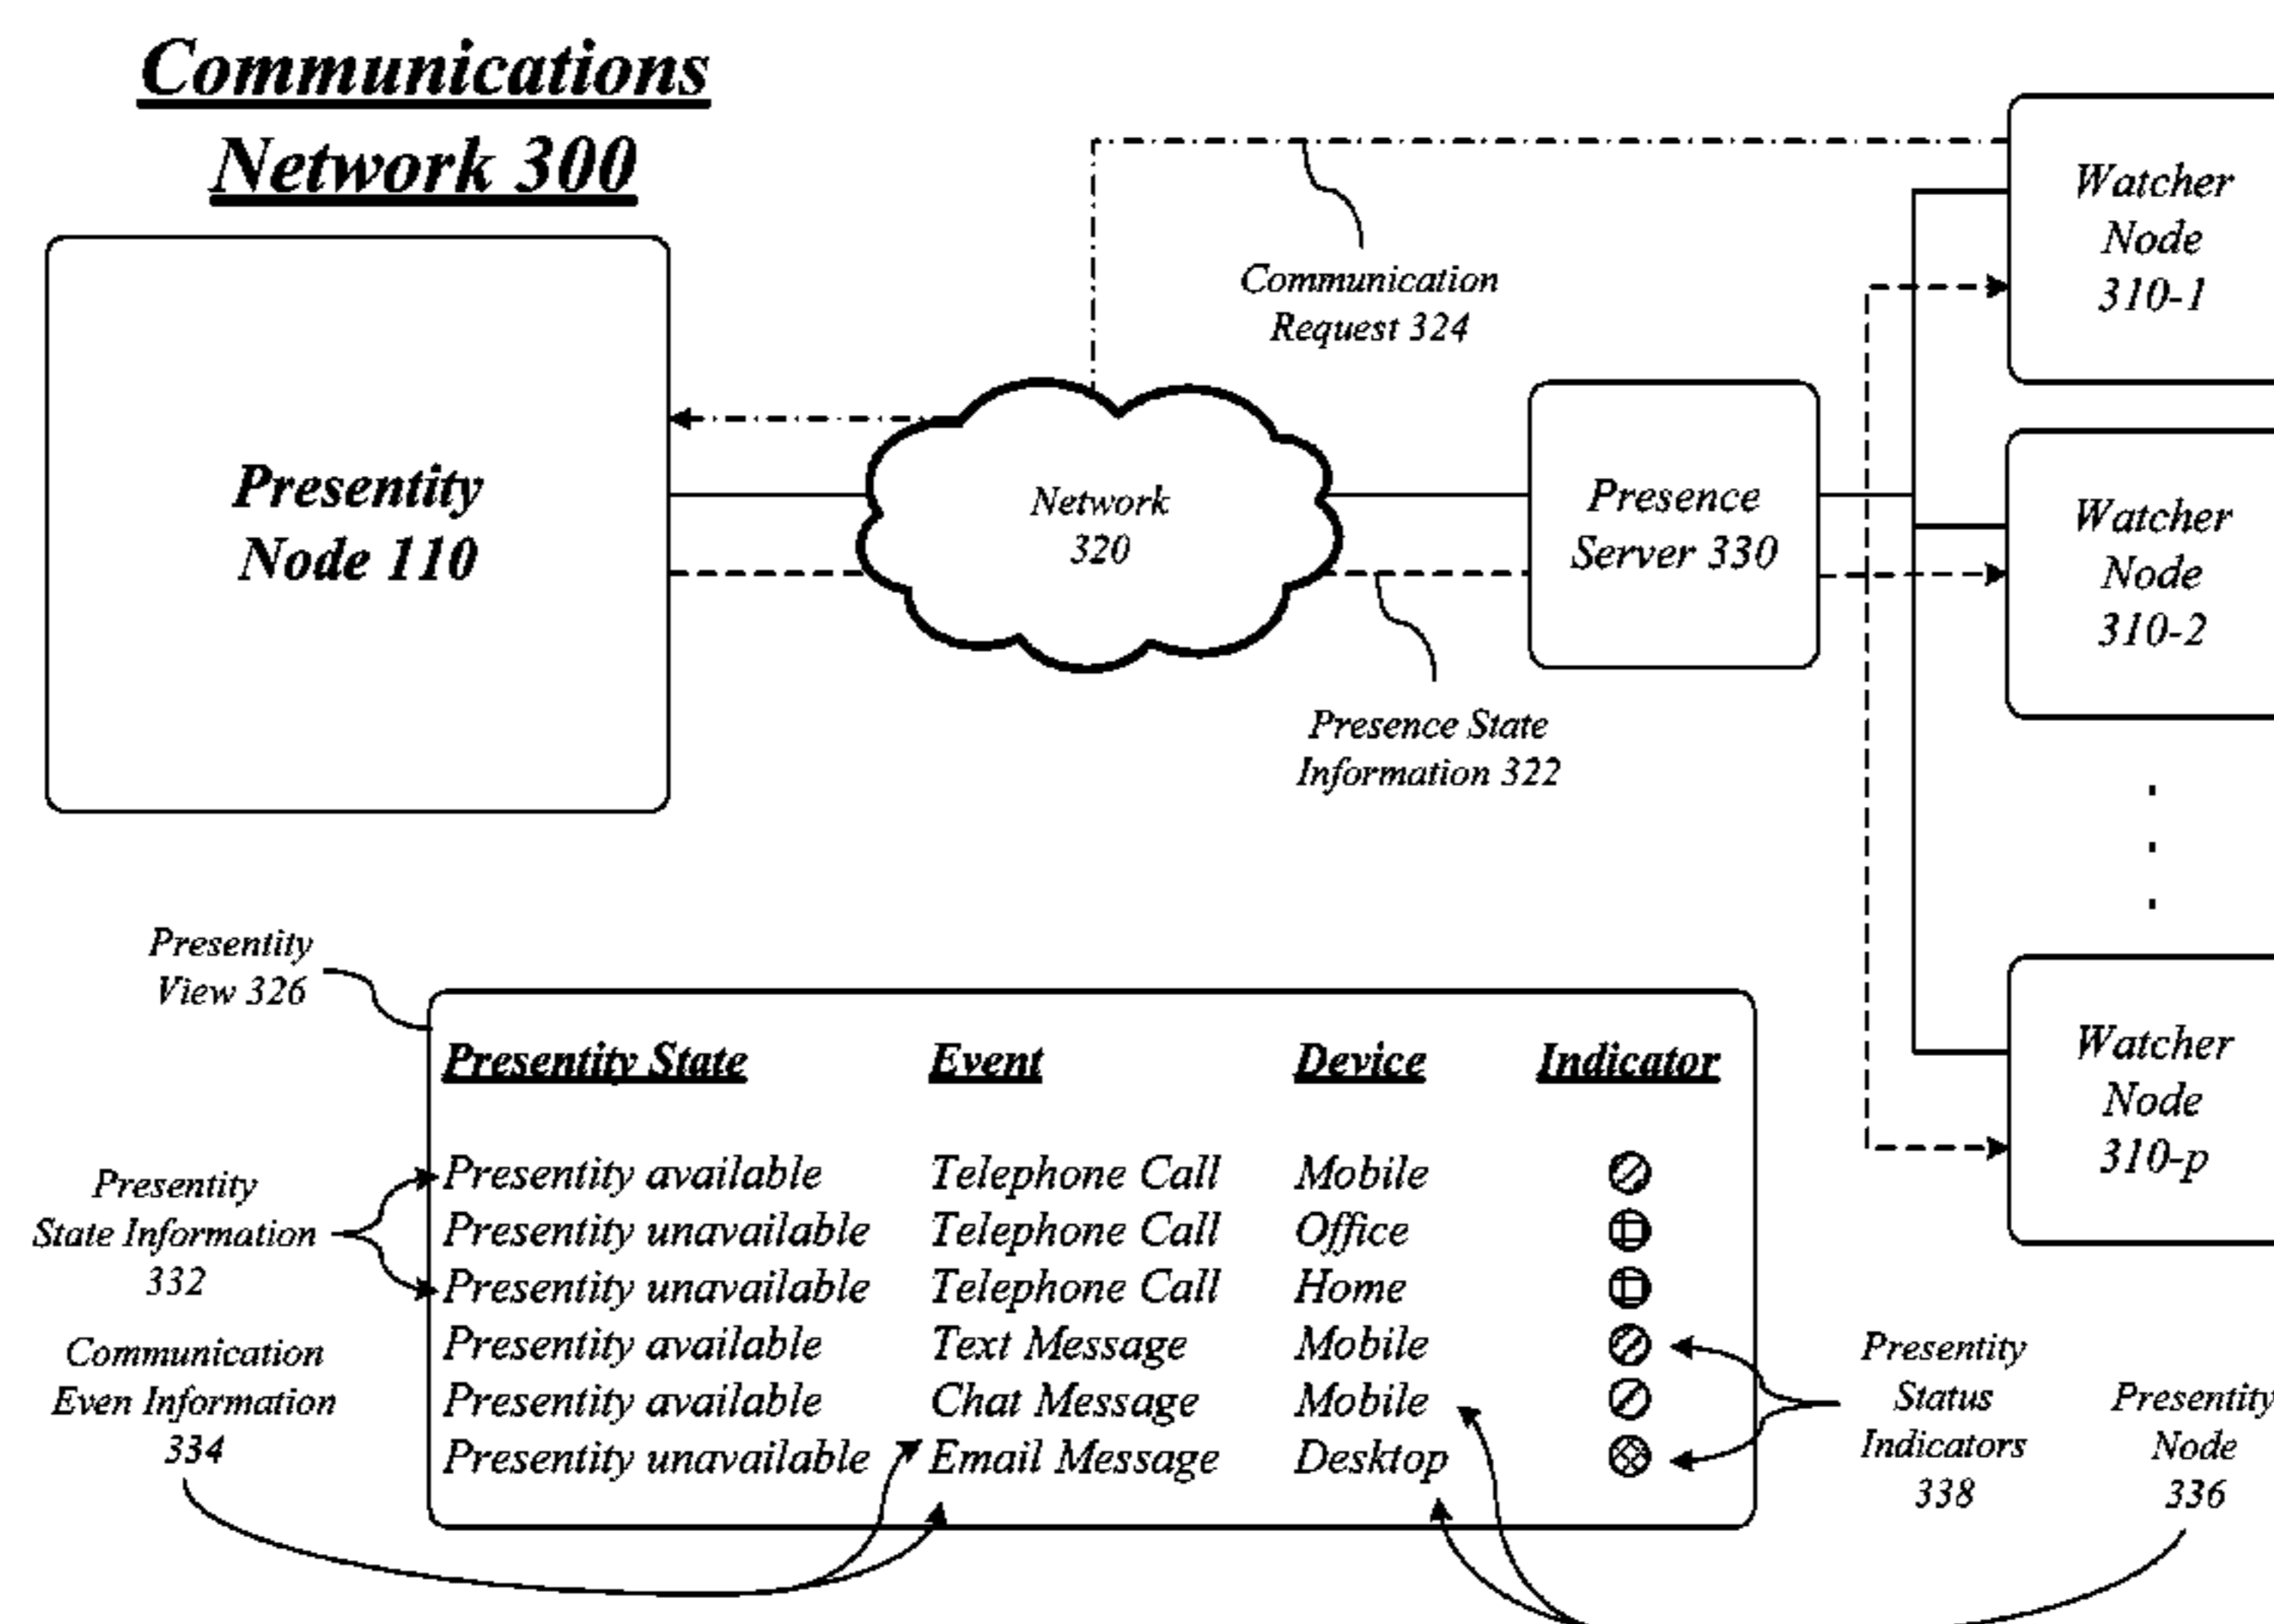 Communications
Network 300
Watcher
Node
310-1
Communication
Request 324
Presentity
Node 110
Network
320
Presence
Server 330
Watcher
Node
310-2
Presence State
Information 322
Presentity
View 326
Watcher
Node
310-p
Presentity State Event Device Indicator
Presentity available Telephone Call Mobile
Presentity unavailable Telephone Call Office
Presentity unavailable Telephone Call Home
Presentity available Text Message Mobile
Presentity available Chat Message Mobile
Presentity unavailable Email Message Desktop
Presentity
State Information
332
Communication
Even Information
334
Presentity
Status
Indicators
338
Presentity
Node
336